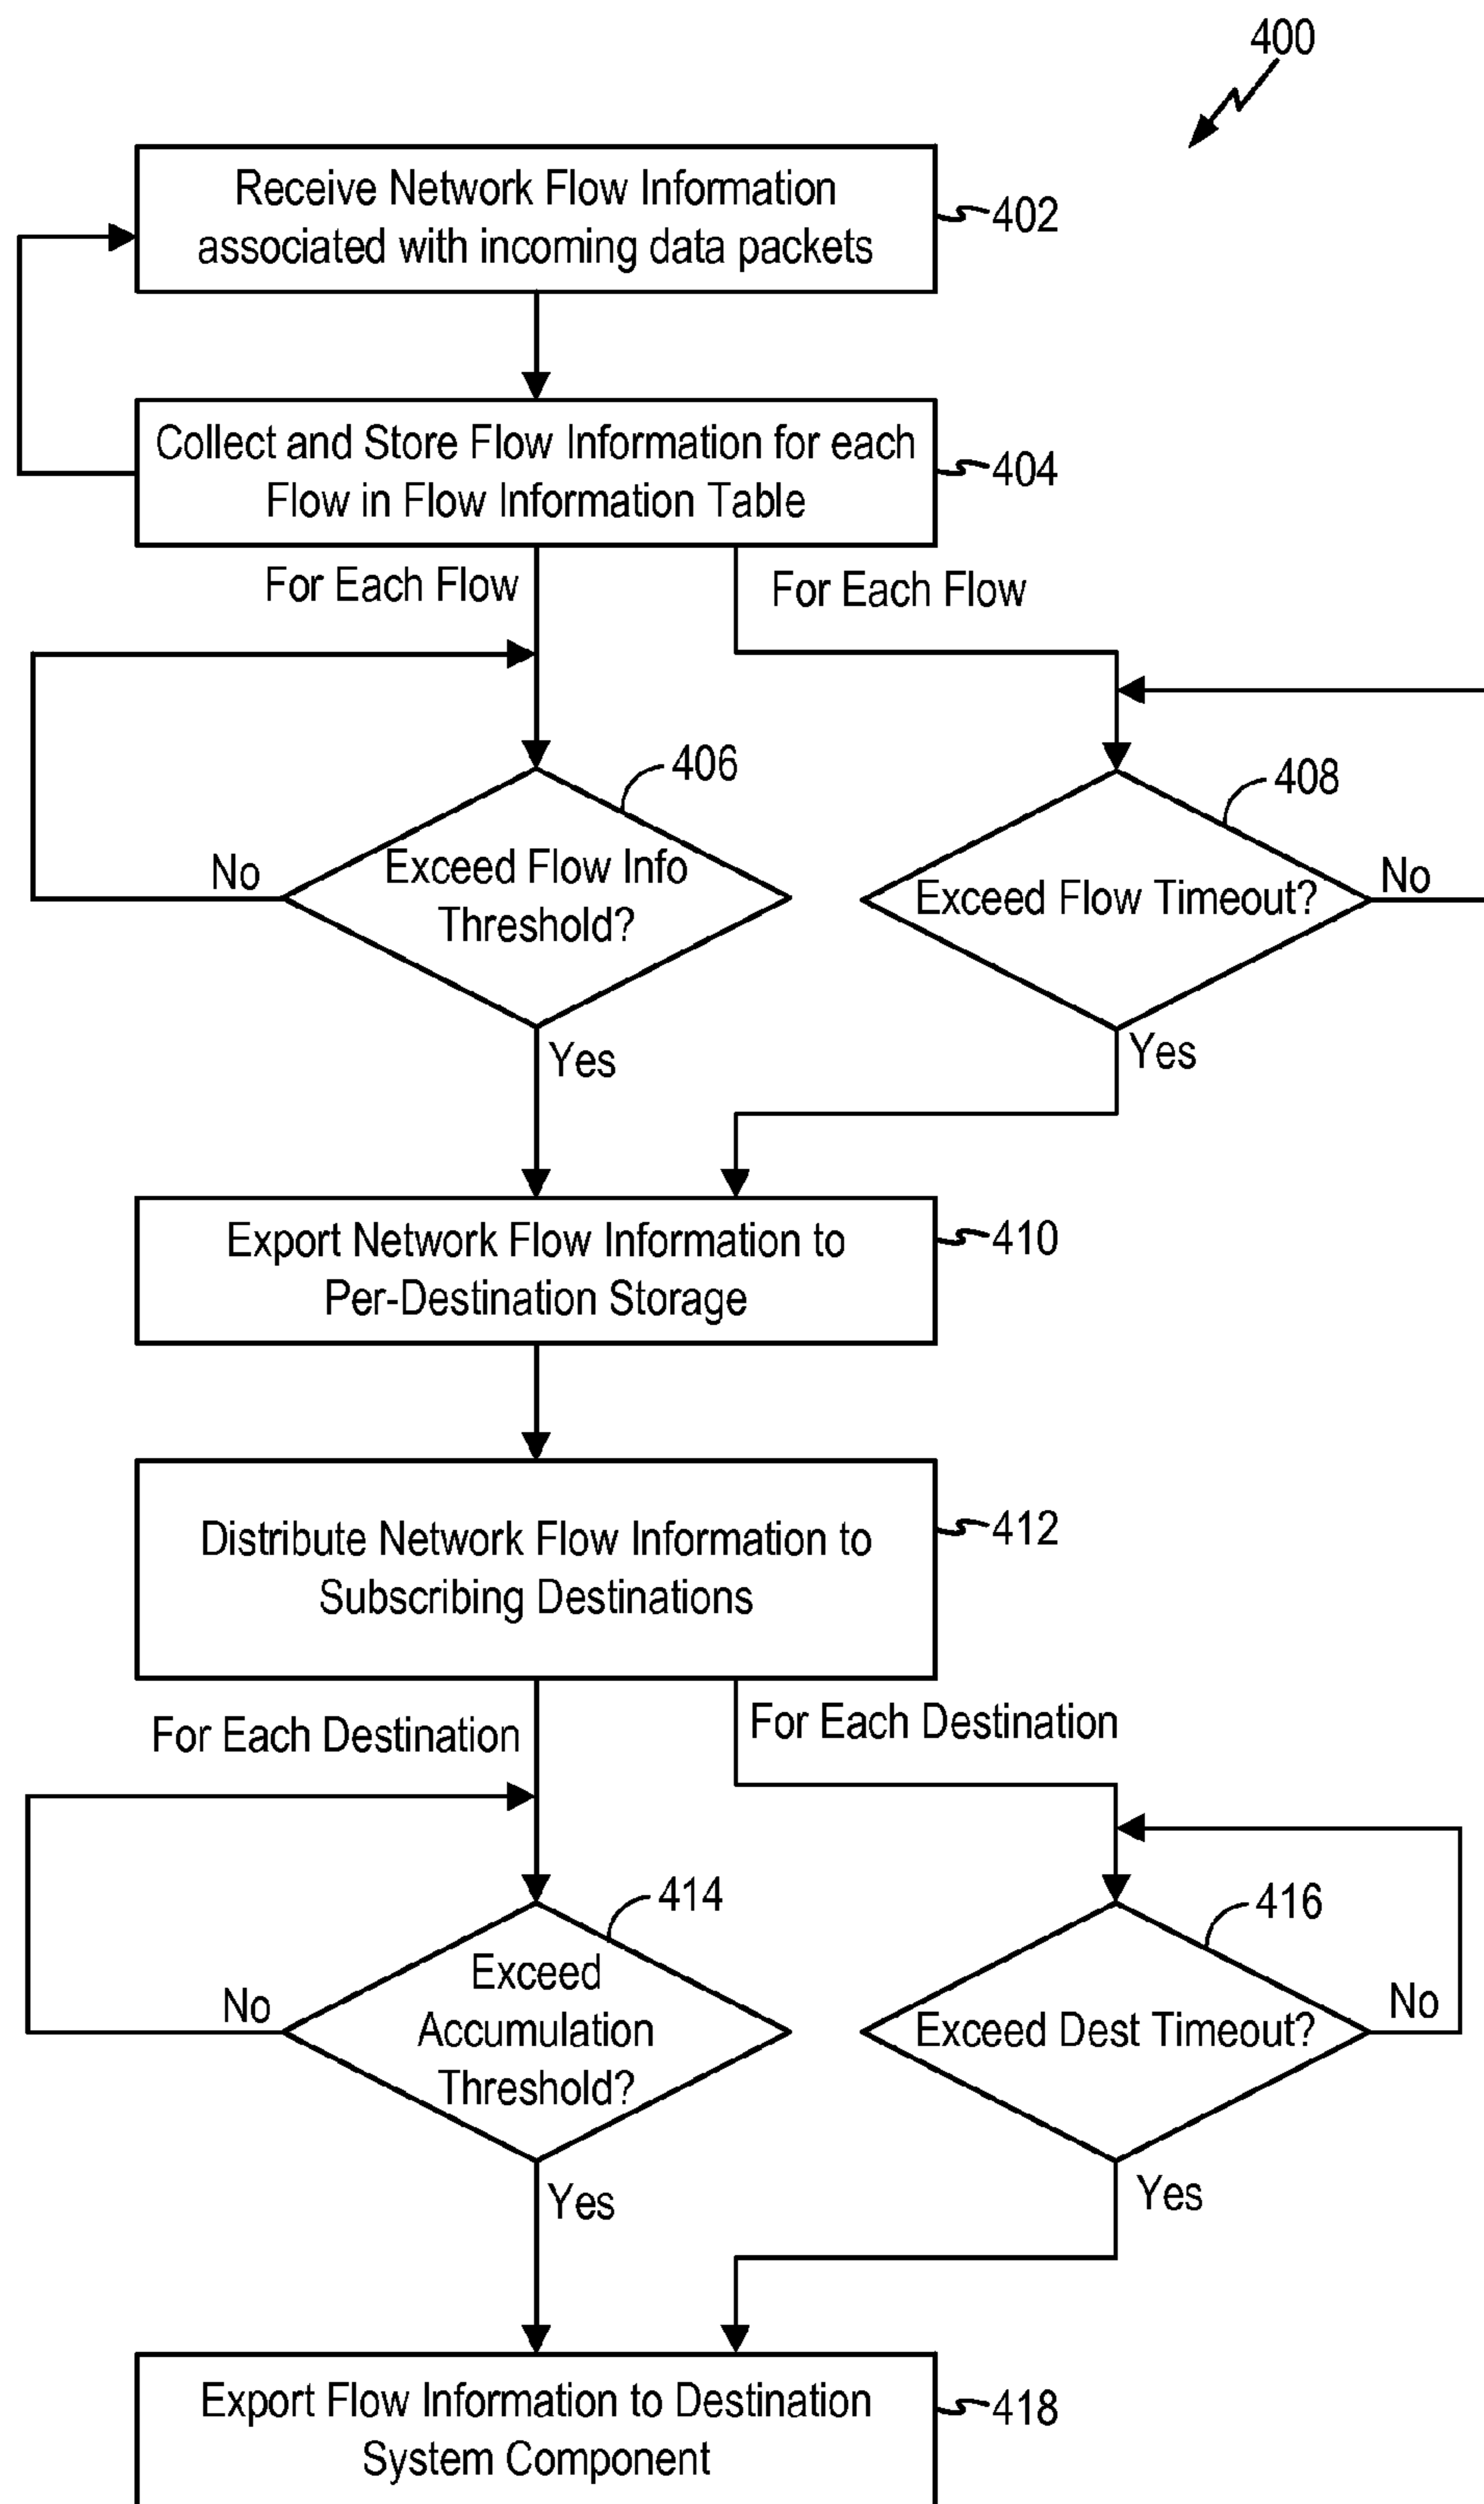 400
Receive Network Flow Information
associated with incoming data packets
402
Collect and Store Flow Information for each
Flow in Flow Information Table
404
For Each Flow
For Each Flow
406
408
Exceed Flow Info
Threshold?
No
Exceed Flow Timeout?
No
Yes
Yes
Export Network Flow Information to
Per-Destination Storage
410
Distribute Network Flow Information to
Subscribing Destinations
412
For Each Destination
For Each Destination
414
416
Exceed
Accumulation
Threshold?
No
Exceed Dest Timeout?
No
Yes
Yes
Export Flow Information to Destination
System Component
418